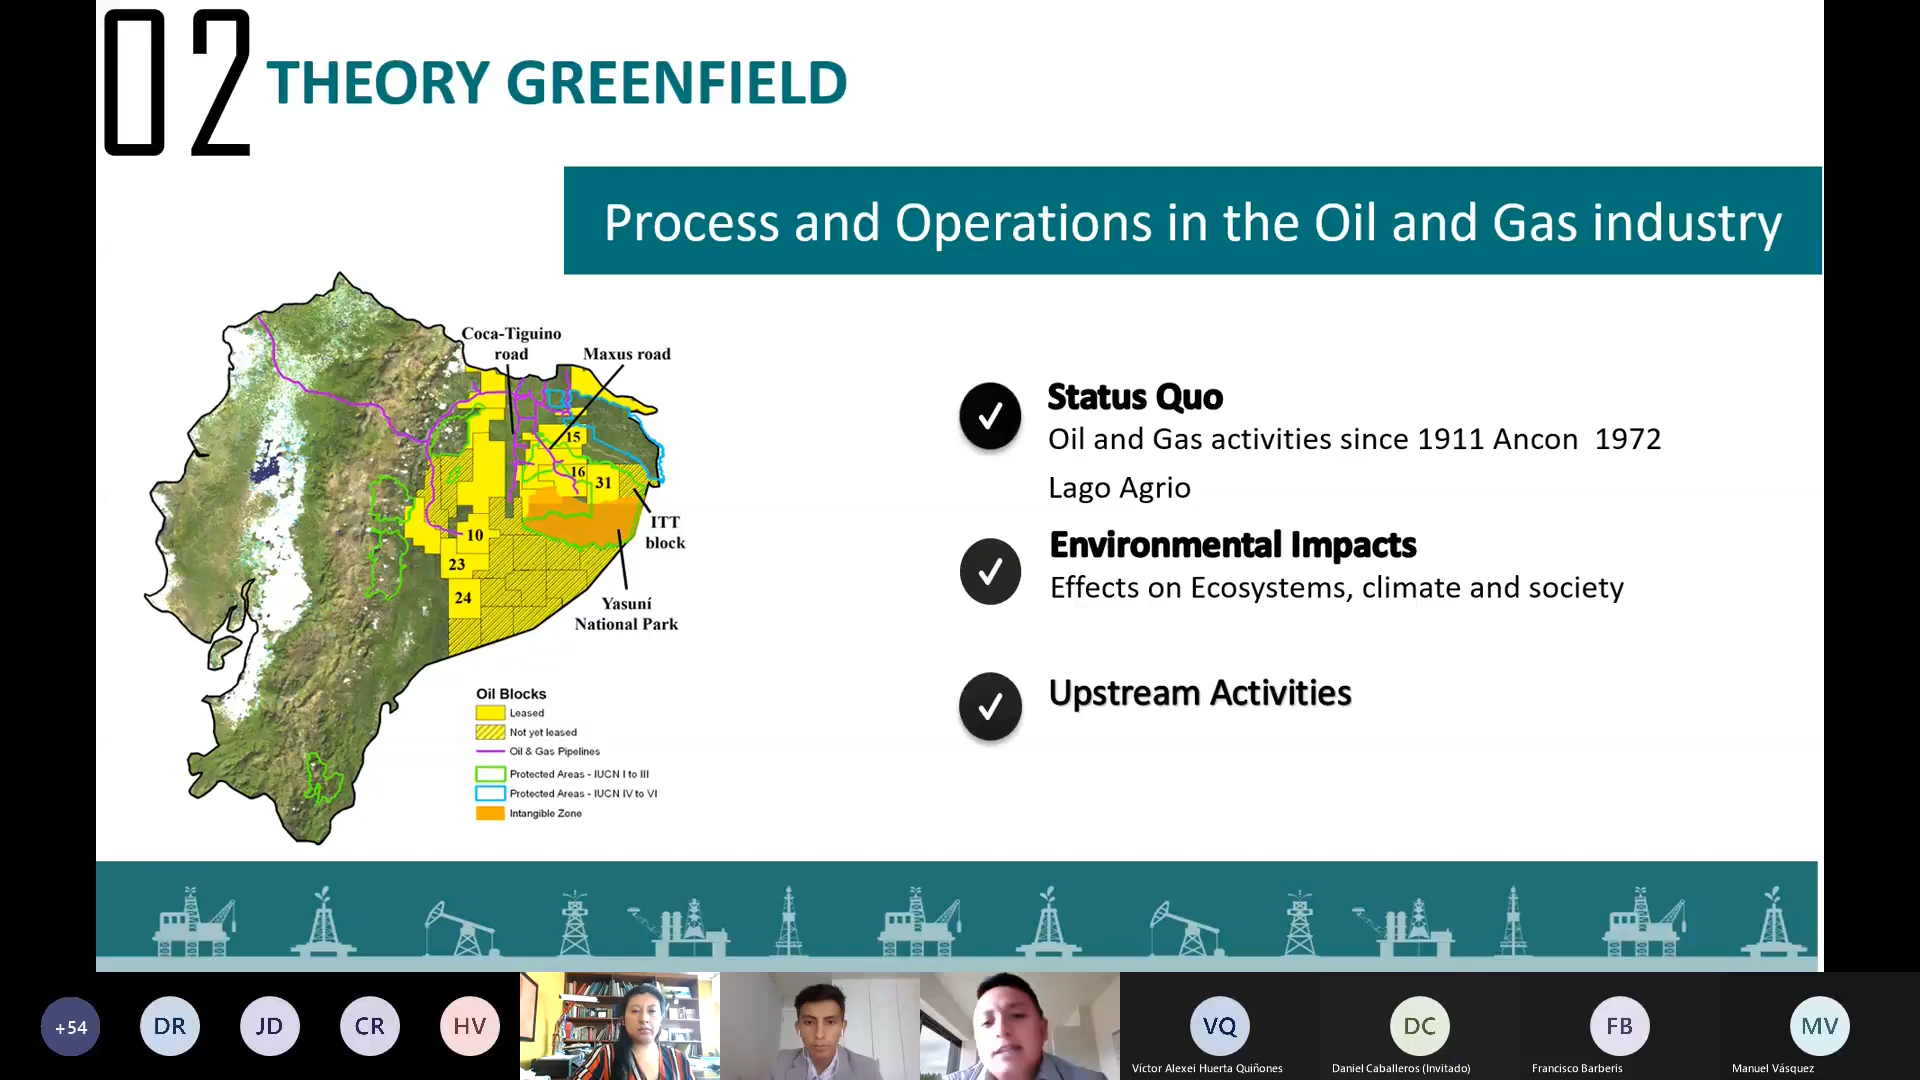 02
THEORY GREENFIELD
Process and Operations in the Oil and Gas industry
Coca-Tiguino
road
Maxus road
15
16
31
10
23
24
ITT
block
Yasuní
National Park
Oil Blocks
Leased
Not yet leased
Oil & Gas Pipelines
Protected Areas - IUCN I to III
Protected Areas - IUCN IV to VI
Intangible Zone
Status Quo
Oil and Gas activities since 1911 Ancon 1972
Lago Agrio
Environmental Impacts
Effects on Ecosystems, climate and society
Upstream Activities
+54
DR
JD
CR
HV
VQ
Víctor Alexei Huerta Quiñones
DC
Daniel Caballeros (Invitado)
FB
Francisco Barberis
MV
Manuel Vásquez